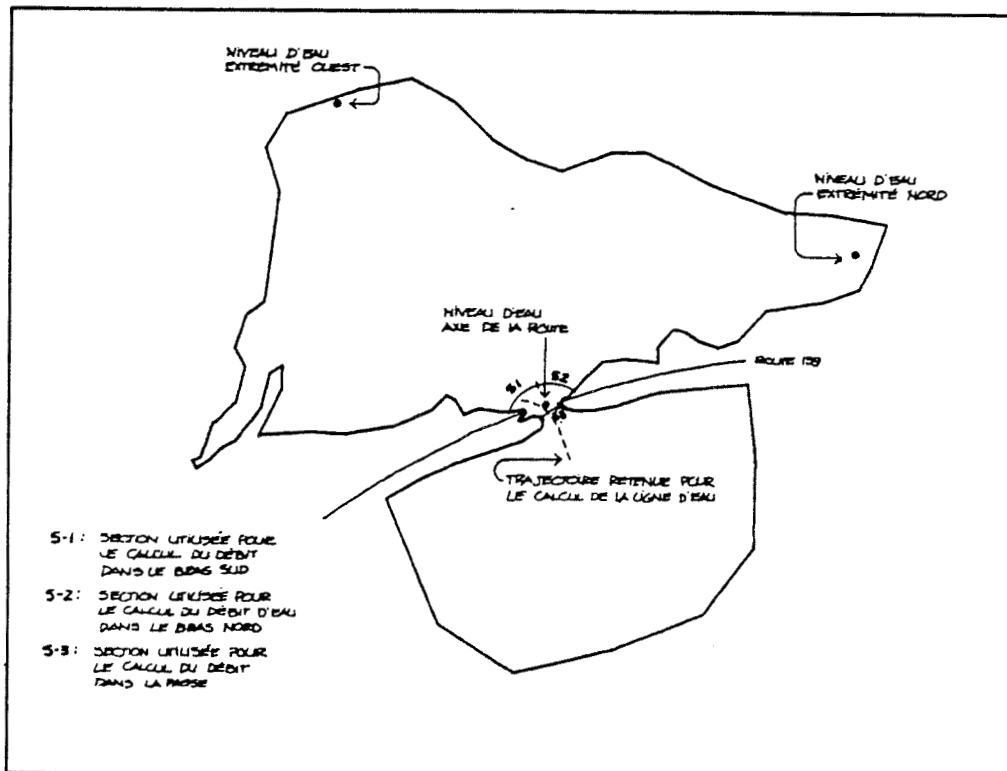 NIVEAU D'EAU
EXTRÉMITÉ OUEST
NIVEAU D'EAU
EXTRÉMITÉ NORD
NIVEAU D'EAU
AXE DE LA ROUTE
S1
S2
ROUTE 138
S3
TRAJECTOIRE RETENUE POUR
LE CALCUL DE LA LIGNE D'EAU
S-1: SECTION UTILISÉE POUR
LE CALCUL DU DÉBIT
DANS LE BRAS SUD
S-2: SECTION UTILISÉE POUR
LE CALCUL DU DÉBIT D'EAU
DANS LE BRAS NORD
S-3: SECTION UTILISÉE POUR
LE CALCUL DU DÉBIT
DANS LA PASSE